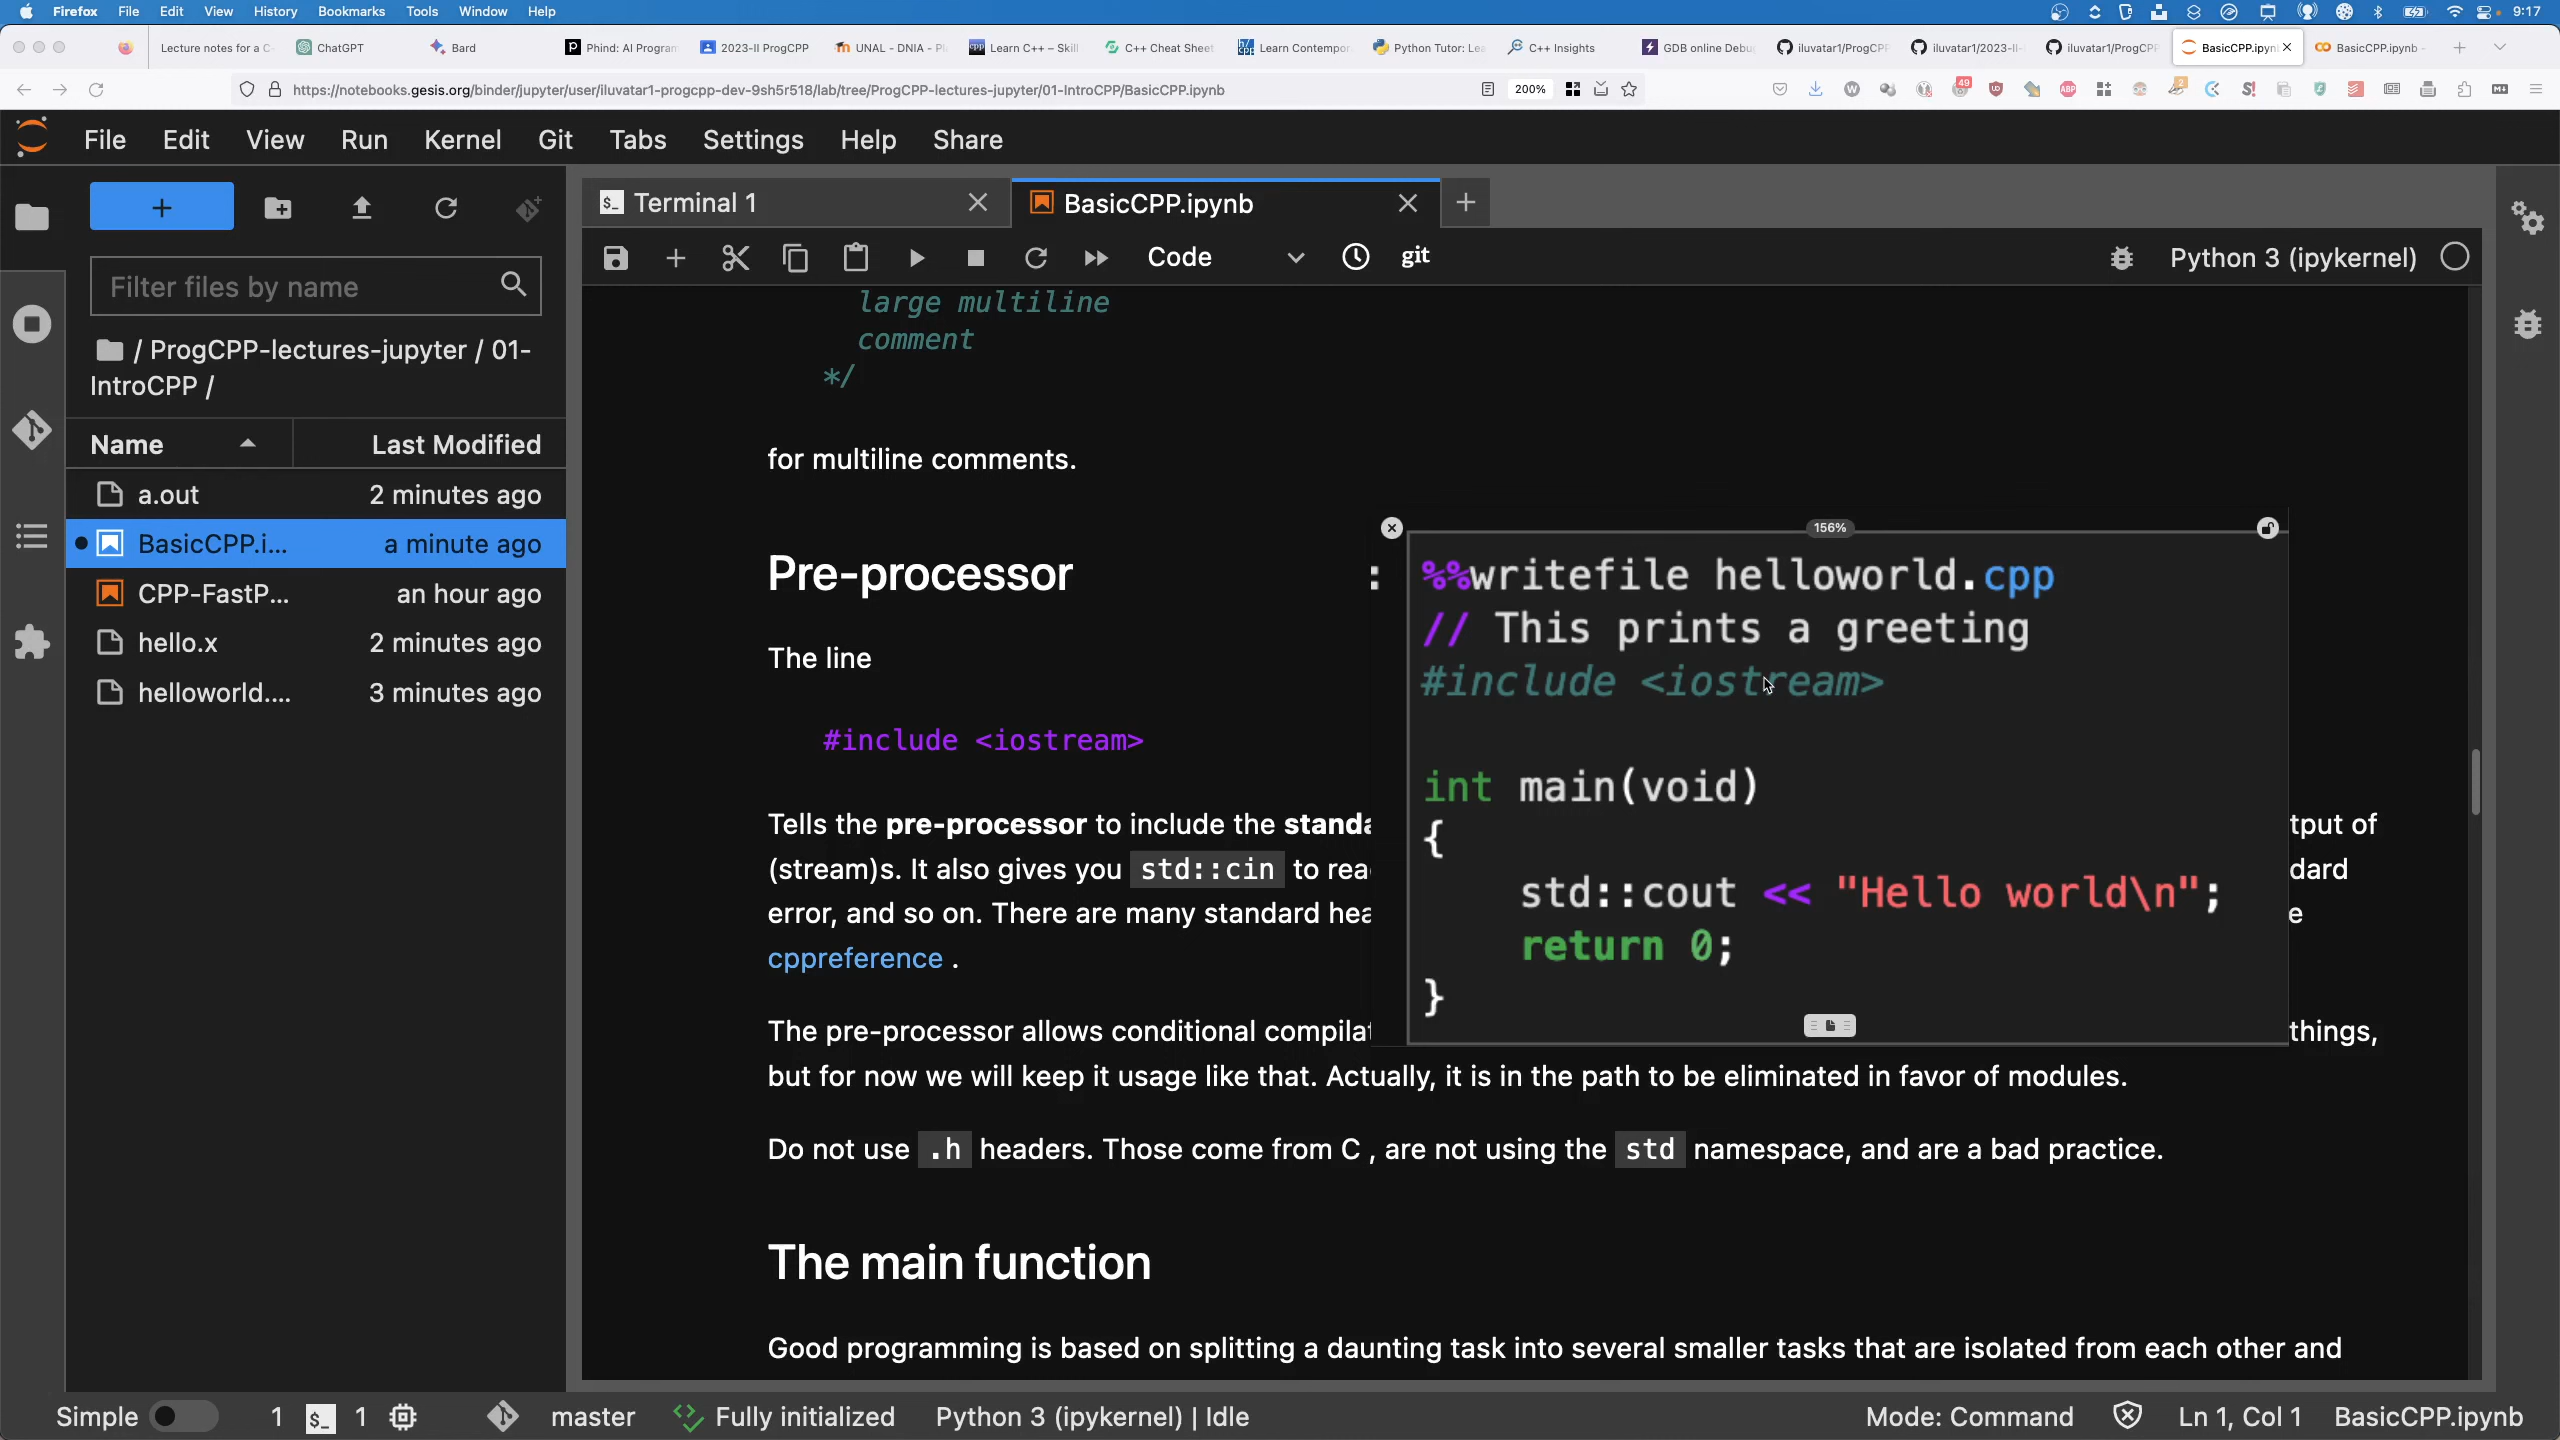 Firefox File Edit View History Bookmarks Tools Window Help 9:17
Lecture notes for a C- ChatGPT Bard Phind: AI Program 2023-II ProgCPP UNAL - DNIA - Pl Learn C++ – Skill C++ Cheat Sheet Learn Contempor Python Tutor: Lea C++ Insights GDB online Debu iluvatar1/ProgCPP iluvatar1/2023-II- iluvatar1/ProgCPP BasicCPP.ipyn BasicCPP.ipynb -
https://notebooks.gesis.org/binder/jupyter/user/iluvatar1-progcpp-dev-9sh5r518/lab/tree/ProgCPP-lectures-jupyter/01-IntroCPP/BasicCPP.ipynb 200% 49 2 ABP
File Edit View Run Kernel Git Tabs Settings Help Share
Terminal 1 BasicCPP.ipynb
Code git Python 3 (ipykernel)
Filter files by name
/ ProgCPP-lectures-jupyter / 01-
IntroCPP /
Name Last Modified
a.out 2 minutes ago
BasicCPP.i... a minute ago
CPP-FastP... an hour ago
hello.x 2 minutes ago
helloworld.... 3 minutes ago
large multiline
comment
*/
for multiline comments.
Pre-processor
The line
#include <iostream>
Tells the pre-processor to include the standa tput of
(stream)s. It also gives you std::cin to rea dard
error, and so on. There are many standard hea e
cppreference .
The pre-processor allows conditional compilat things,
but for now we will keep it usage like that. Actually, it is in the path to be eliminated in favor of modules.
Do not use .h headers. Those come from C , are not using the std namespace, and are a bad practice.
The main function
Good programming is based on splitting a daunting task into several smaller tasks that are isolated from each other and
156%
: %%writefile helloworld.cpp
// This prints a greeting
#include <iostream>
int main(void)
{
std::cout << "Hello world\n";
return 0;
}
Simple 1 1 master Fully initialized Python 3 (ipykernel) | Idle Mode: Command Ln 1, Col 1 BasicCPP.ipynb